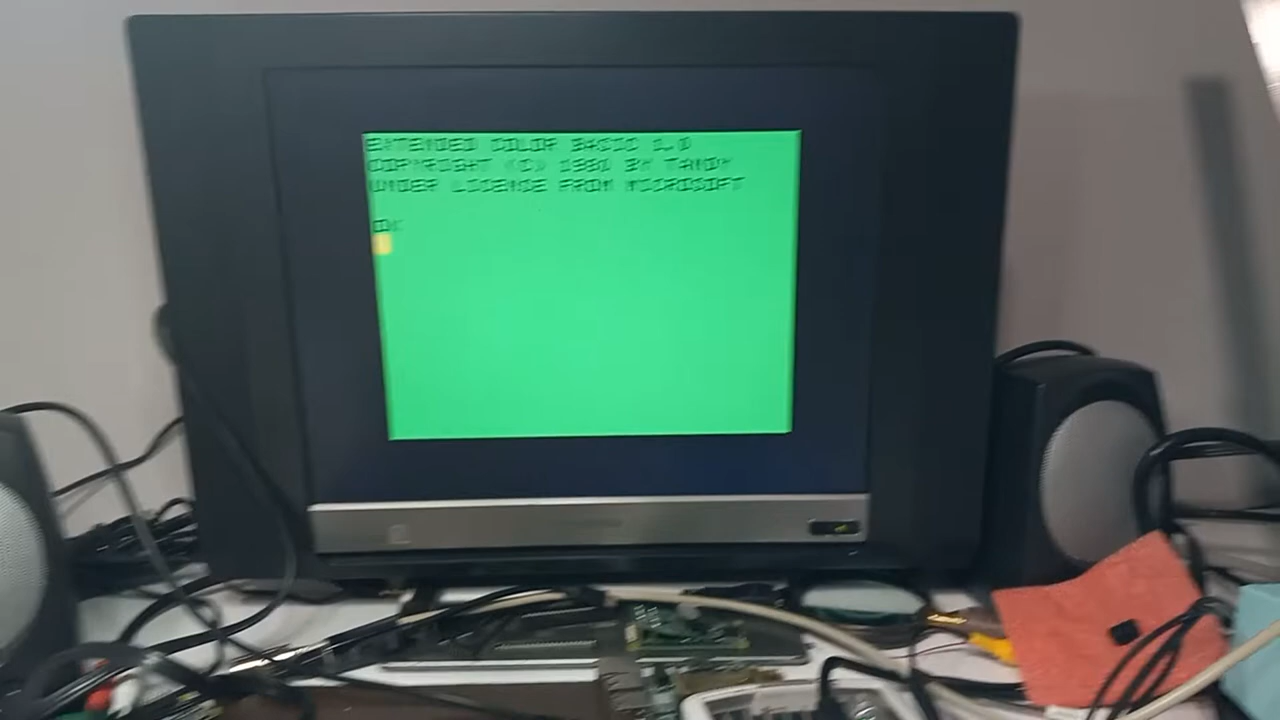 EXTENDED COLOR BASIC 1.0
COPYRIGHT (C) 1980 BY TANDY
UNDER LICENSE FROM MICROSOFT
OK